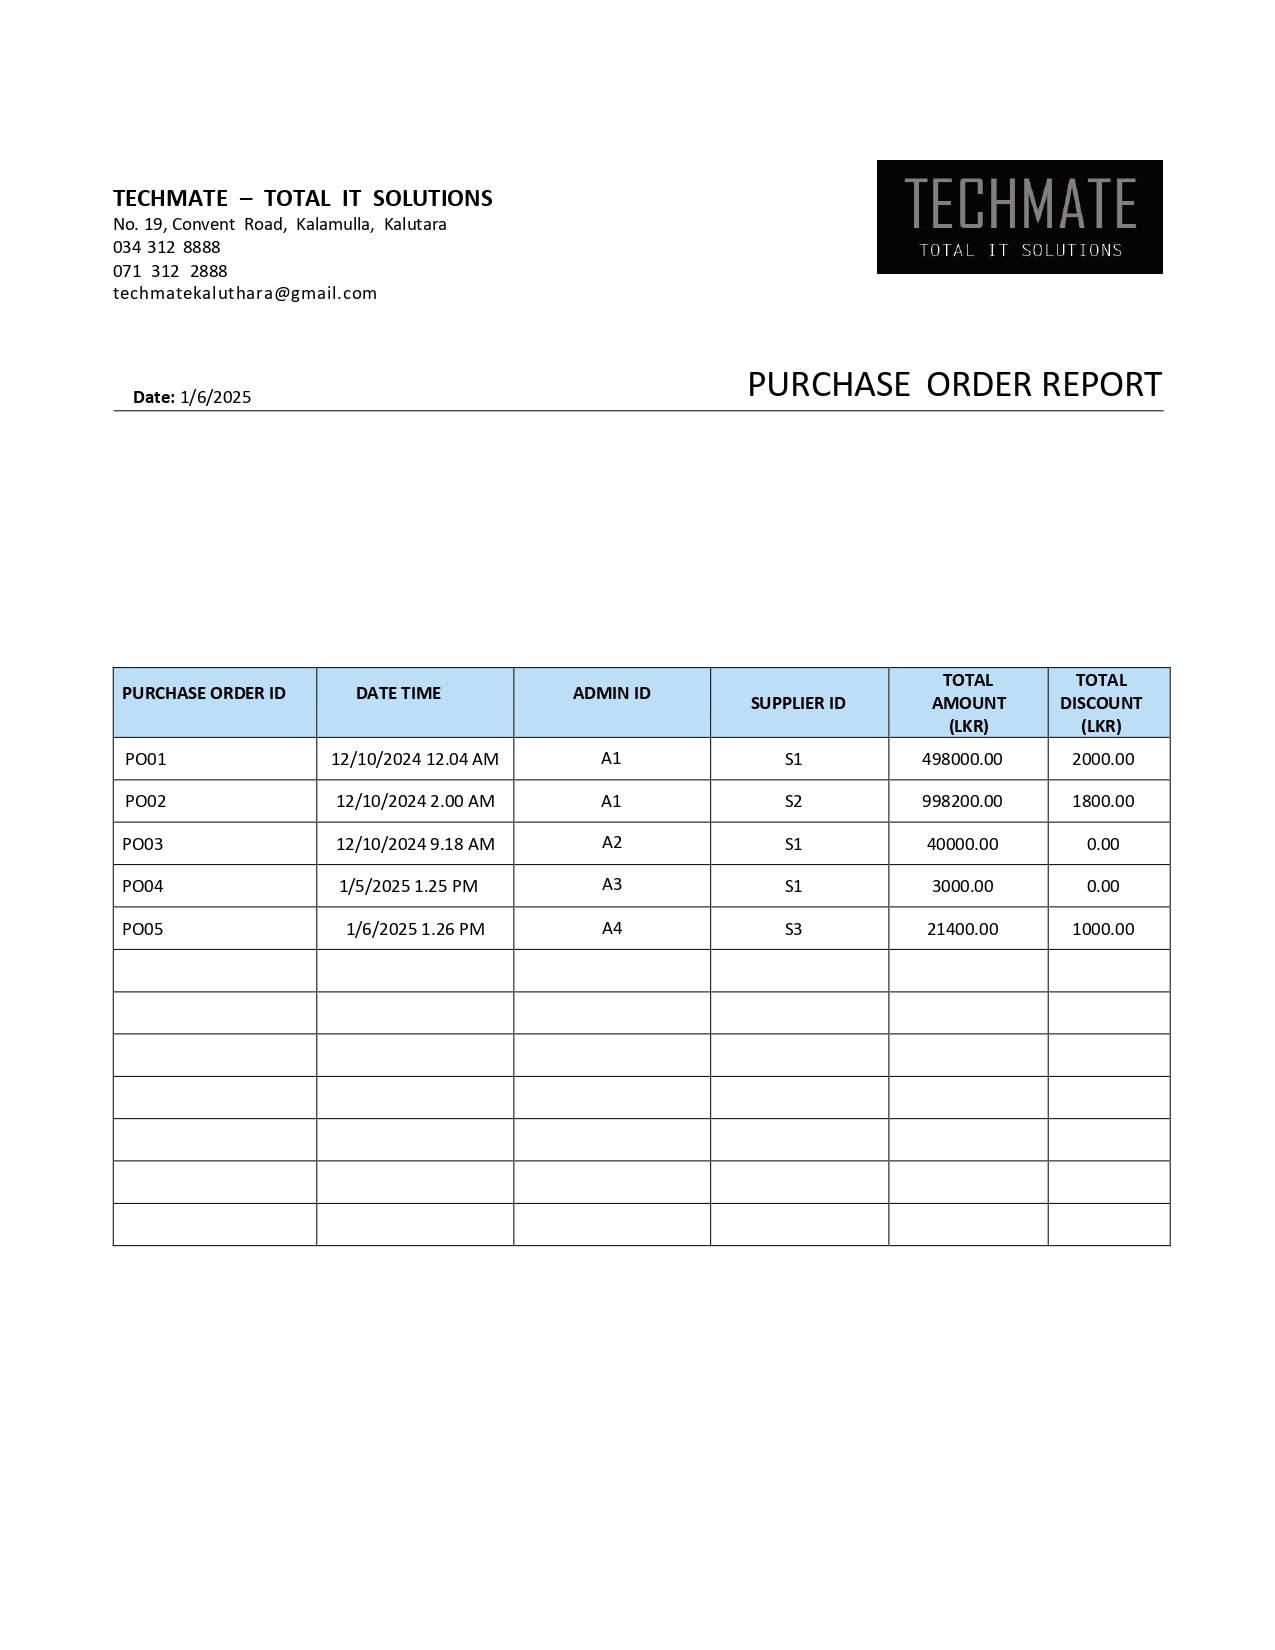 TECHMATE – TOTAL IT SOLUTIONS
No. 19, Convent Road, Kalamulla, Kalutara
034 312 8888
071 312 2888
techmatekaluthara@gmail.com
TECHMATE
TOTAL IT SOLUTIONS
Date: 1/6/2025
PURCHASE ORDER REPORT
PURCHASE ORDER ID DATE TIME ADMIN ID SUPPLIER ID TOTAL AMOUNT (LKR) TOTAL DISCOUNT (LKR)
PO01 12/10/2024 12.04 AM A1 S1 498000.00 2000.00
PO02 12/10/2024 2.00 AM A1 S2 998200.00 1800.00
PO03 12/10/2024 9.18 AM A2 S1 40000.00 0.00
PO04 1/5/2025 1.25 PM A3 S1 3000.00 0.00
PO05 1/6/2025 1.26 PM A4 S3 21400.00 1000.00